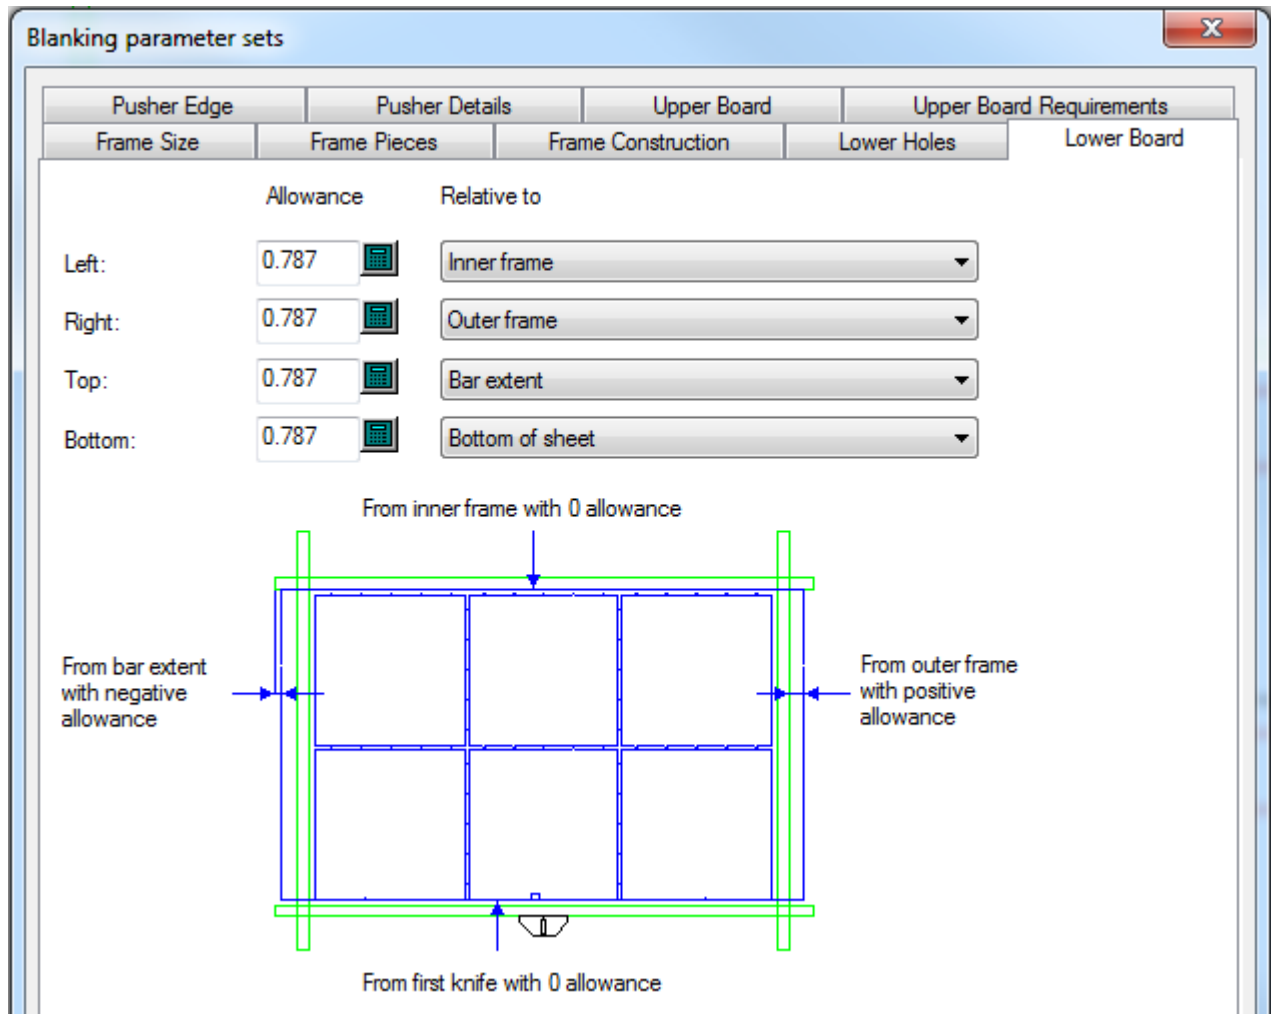 Blanking parameter sets
X
Pusher Edge Pusher Details Upper Board Upper Board Requirements
Frame Size Frame Pieces Frame Construction Lower Holes Lower Board
Allowance Relative to
Left: 0.787 Inner frame
Right: 0.787 Outer frame
Top: 0.787 Bar extent
Bottom: 0.787 Bottom of sheet
From inner frame with 0 allowance
From bar extent
with negative
allowance
From outer frame
with positive
allowance
From first knife with 0 allowance